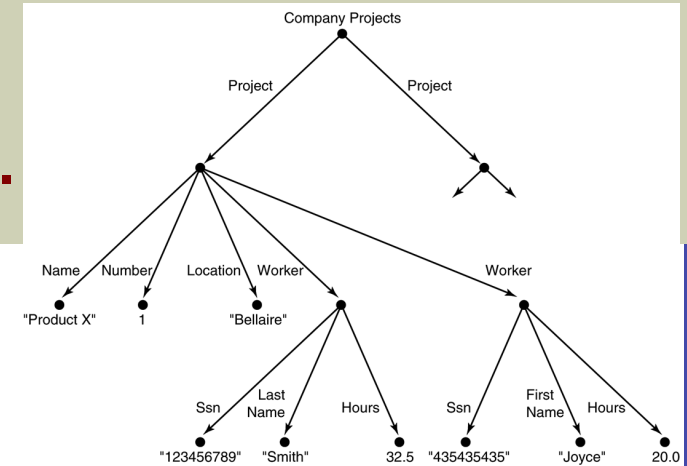 Company Projects
Project
Project
Name
Number
Location
Worker
Worker
"Product X"
1
"Bellaire"
Ssn
Last
Name
Hours
Ssn
First
Name
Hours
"123456789"
"Smith"
32.5
"435435435"
"Joyce"
20.0